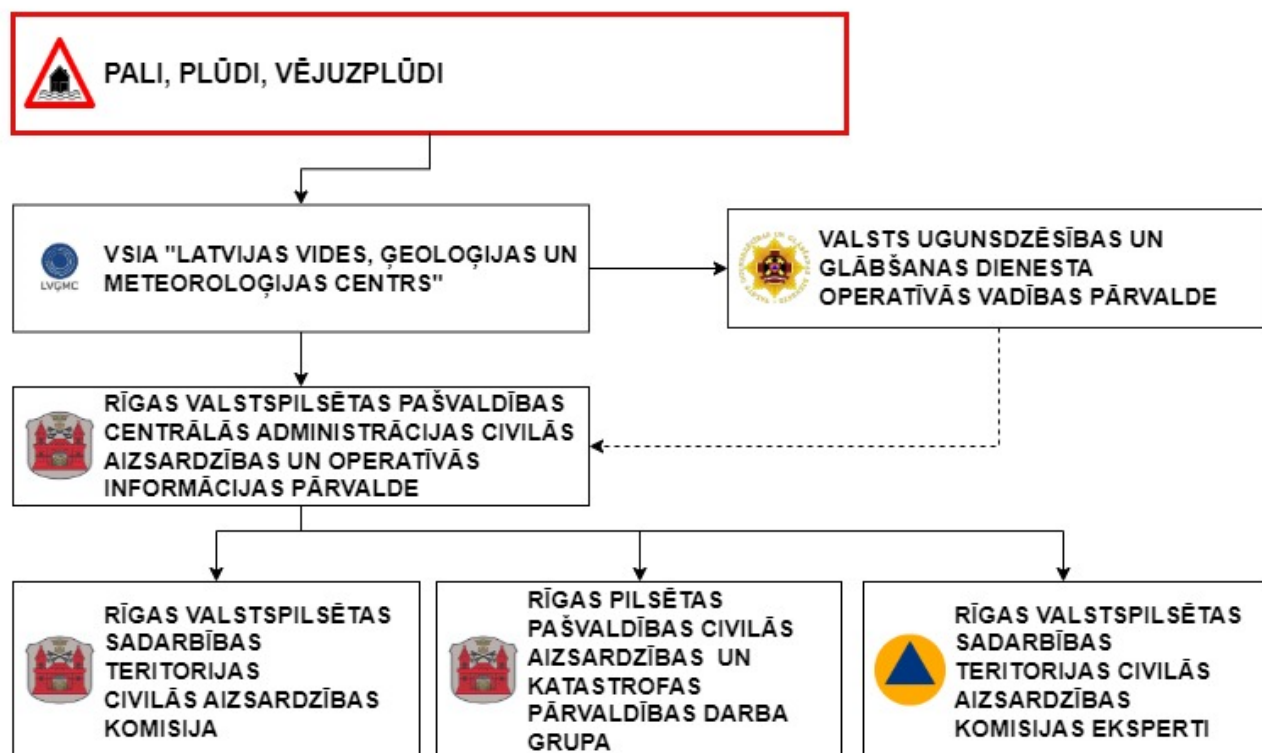 PALI, PLŪDI, VĒJUZPLŪDI
VSIA "LATVIJAS VIDES, ĢEOLOĢIJAS UN
METEOROLOĢIJAS CENTRS"
LVĢMC
VALSTS UGUNSDZĒSĪBAS UN
GLĀBŠANAS DIENESTA
OPERATĪVĀS VADĪBAS PĀRVALDE
RĪGAS VALSTSPILSĒTAS PAŠVALDĪBAS
CENTRĀLĀS ADMINISTRĀCIJAS CIVILĀS
AIZSARDZĪBAS UN OPERATĪVĀS
INFORMĀCIJAS PĀRVALDE
RĪGAS VALSTSPILSĒTAS
SADARBĪBAS
TERITORIJAS
CIVILĀS AIZSARDZĪBAS
KOMISIJA
RĪGAS PILSĒTAS
PAŠVALDĪBAS CIVILĀS
AIZSARDZĪBAS UN
KATASTROFAS
PĀRVALDĪBAS DARBA
GRUPA
RĪGAS VALSTSPILSĒTAS
SADARBĪBAS
TERITORIJAS CIVILĀS
AIZSARDZĪBAS
KOMISIJAS EKSPERTI